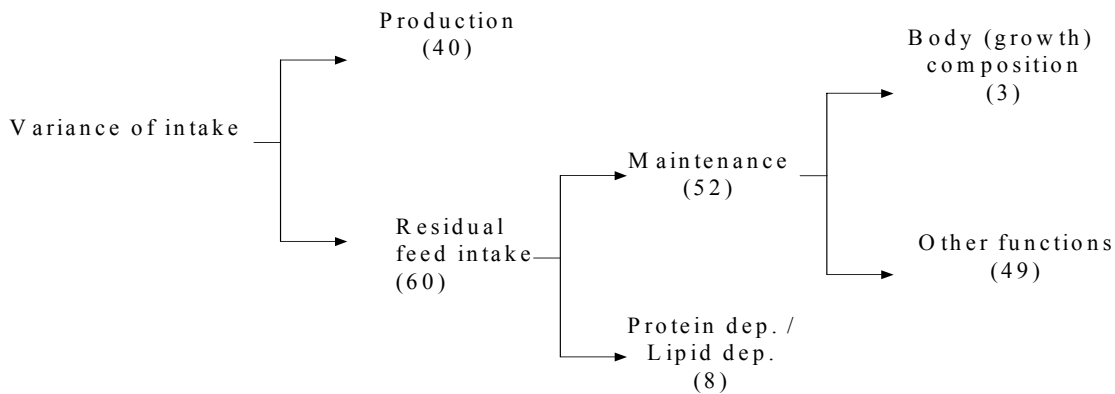 Production
(40)
Variance of intake
Residual
feed intake
(60)
Maintenance
(52)
Protein dep. /
Lipid dep.
(8)
Body (growth)
composition
(3)
Other functions
(49)